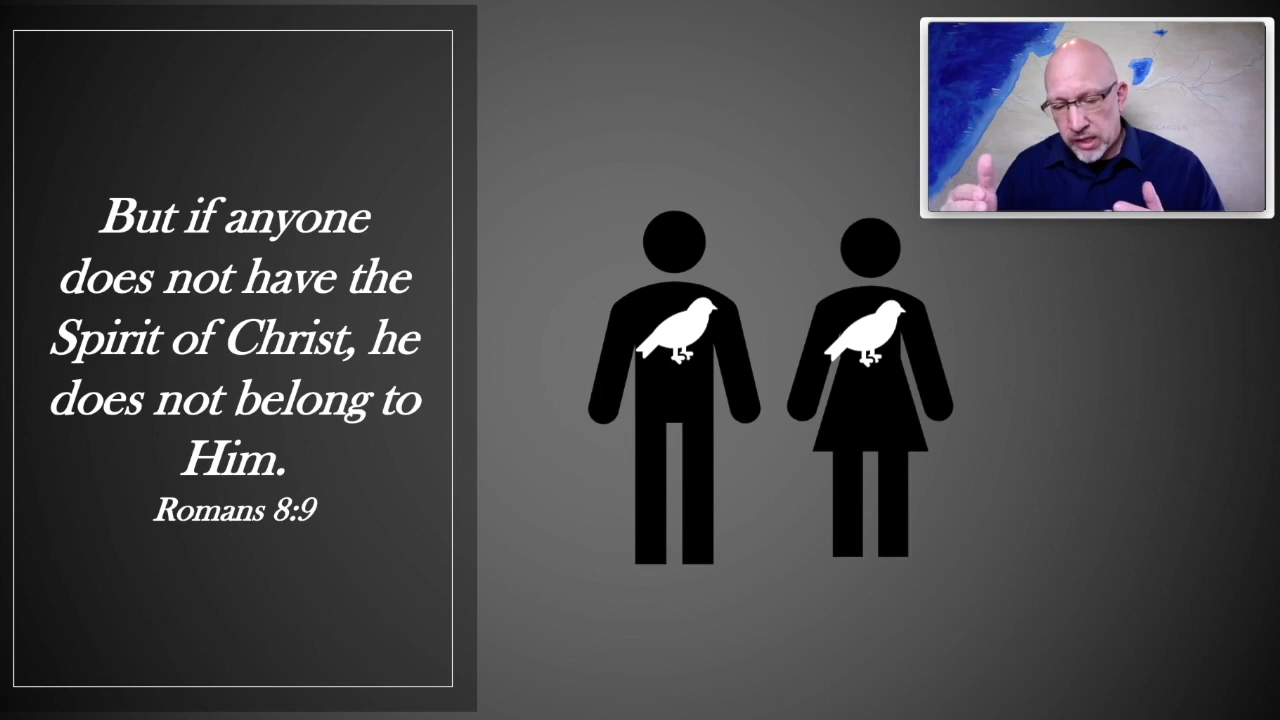 But if anyone
does not have the
Spirit of Christ, he
does not belong to
Him.
Romans 8:9